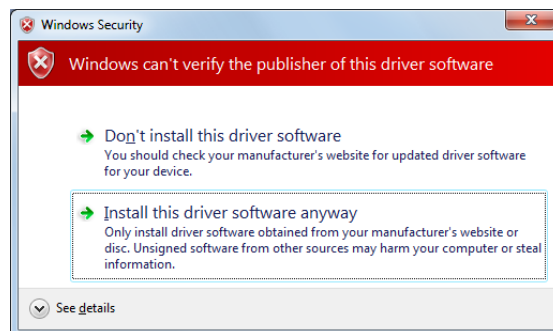 Windows Security
Windows can't verify the publisher of this driver software
Don't install this driver software
You should check your manufacturer's website for updated driver software
for your device.
Install this driver software anyway
Only install driver software obtained from your manufacturer's website or
disc. Unsigned software from other sources may harm your computer or steal
information.
See details